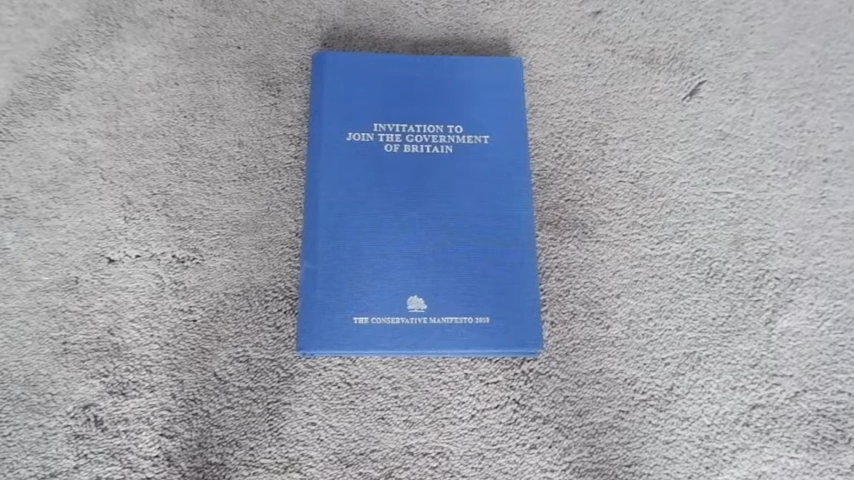 INVITATION TO
JOIN THE GOVERNMENT
OF BRITAIN
THE CONSERVATIVE MANIFESTO 2010